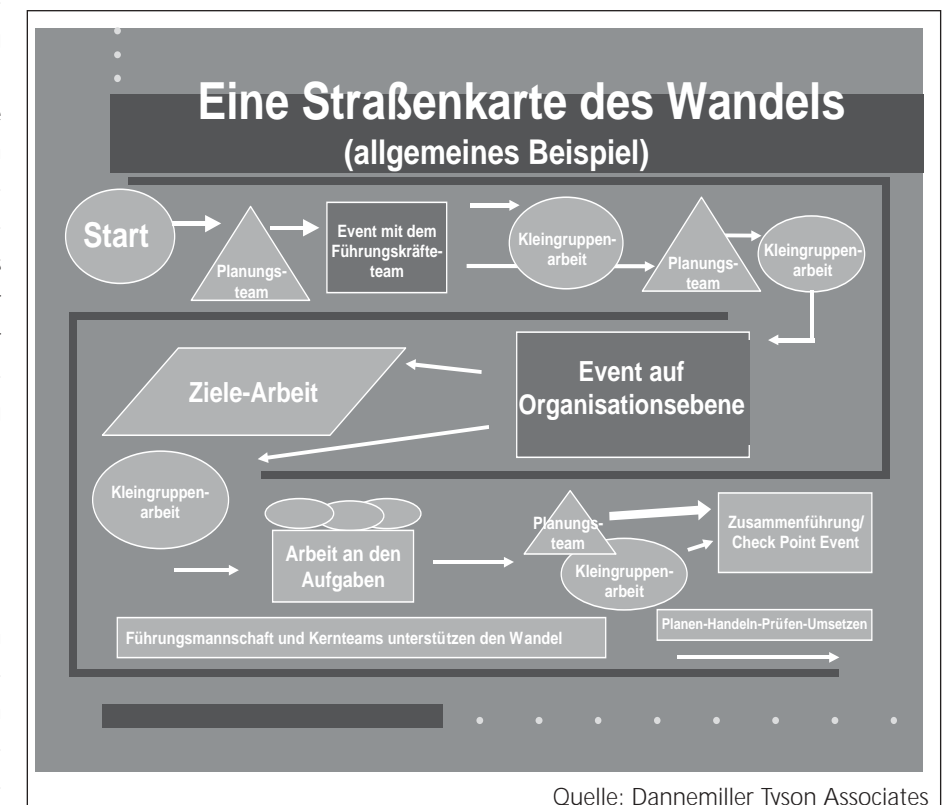 Eine Straßenkarte des Wandels
(allgemeines Beispiel)
Start
Planungs-
team
Event mit dem
Führungskräfte-
team
Kleingruppen-
arbeit
Planungs-
team
Kleingruppen-
arbeit
Event auf
Organisationsebene
Ziele-Arbeit
Kleingruppen-
arbeit
Arbeit an den
Aufgaben
Planungs-
team
Kleingruppen-
arbeit
Zusammenführung/
Check Point Event
Führungsmannschaft und Kernteams unterstützen den Wandel
Planen-Handeln-Prüfen-Umsetzen
Quelle: Dannemiller Tyson Associates